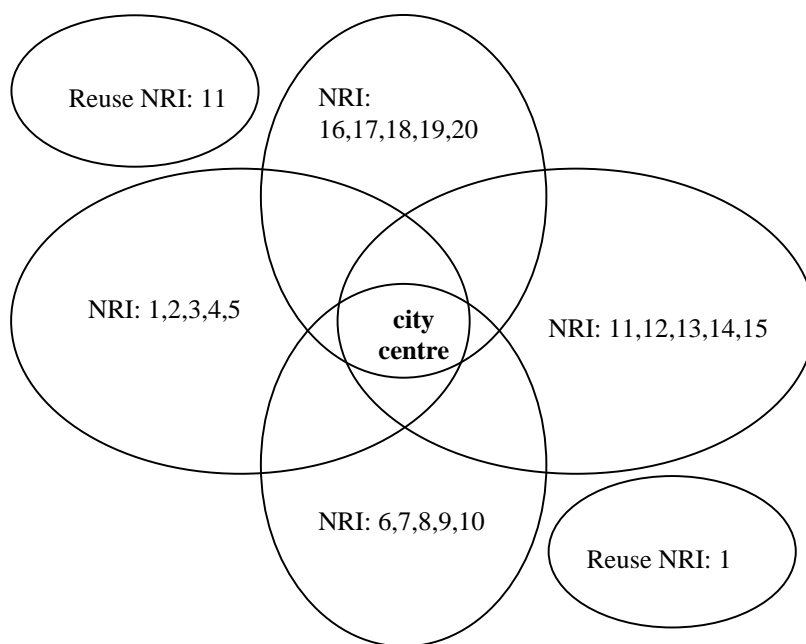 Reuse NRI: 11
NRI:
16,17,18,19,20
NRI: 1,2,3,4,5
city
centre
NRI: 11,12,13,14,15
NRI: 6,7,8,9,10
Reuse NRI: 1